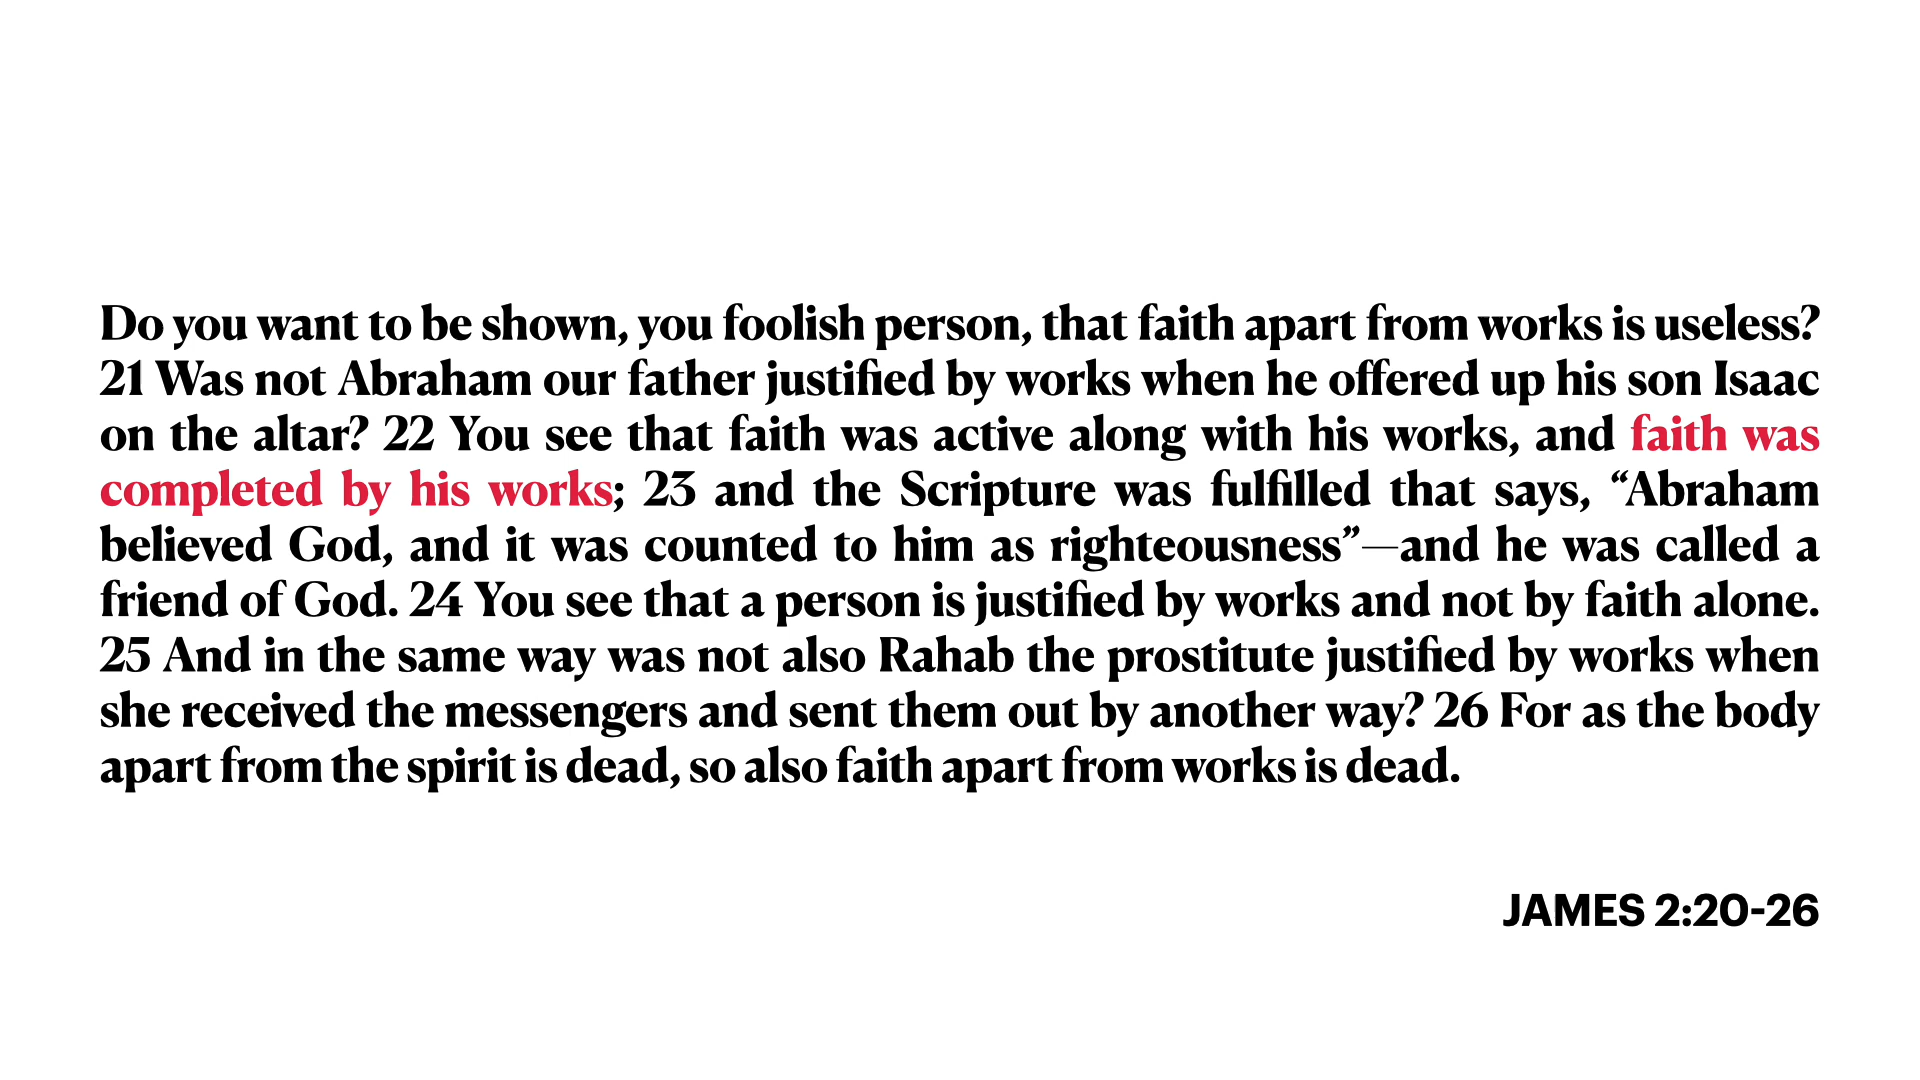 Do you want to be shown, you foolish person, that faith apart from works is useless?
21 Was not Abraham our father justified by works when he offered up his son Isaac
on the altar? 22 You see that faith was active along with his works, and faith was
completed by his works; 23 and the Scripture was fulfilled that says, “Abraham
believed God, and it was counted to him as righteousness”—and he was called a
friend of God. 24 You see that a person is justified by works and not by faith alone.
25 And in the same way was not also Rahab the prostitute justified by works when
she received the messengers and sent them out by another way? 26 For as the body
apart from the spirit is dead, so also faith apart from works is dead.
JAMES 2:20-26